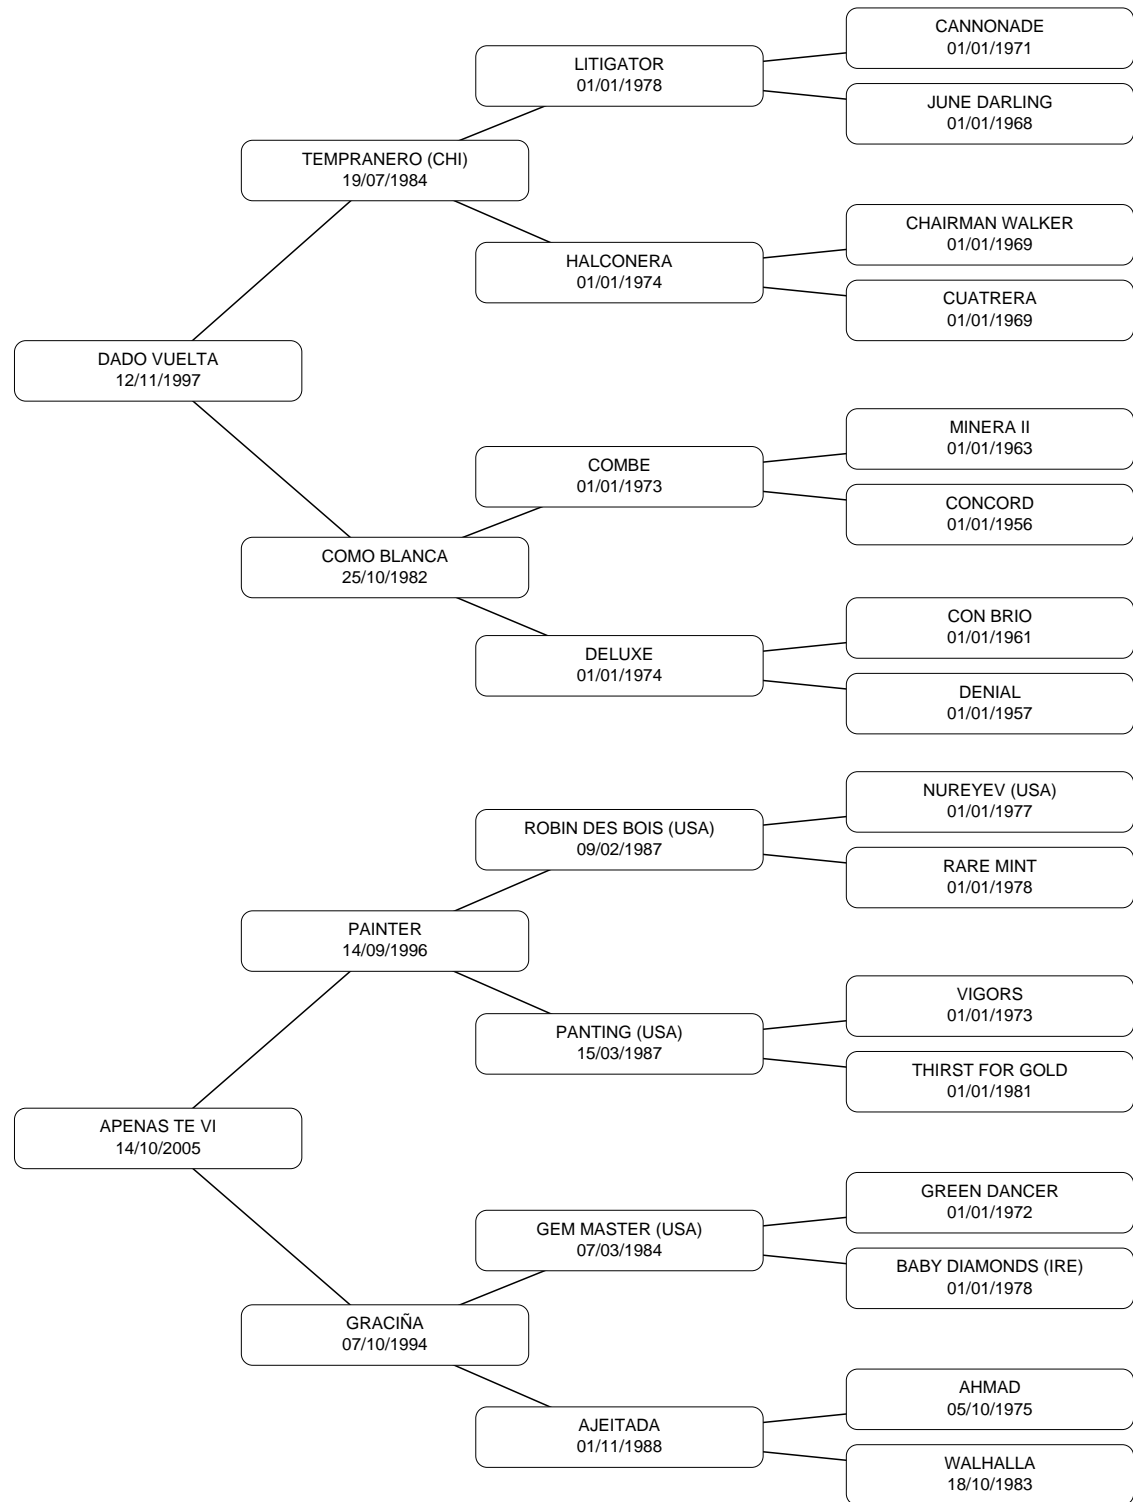 CANNONADE
01/01/1971
LITIGATOR
01/01/1978
JUNE DARLING
01/01/1968
TEMPRANERO (CHI)
19/07/1984
CHAIRMAN WALKER
01/01/1969
HALCONERA
01/01/1974
CUATRERA
01/01/1969
DADO VUELTA
12/11/1997
MINERA II
01/01/1963
COMBE
01/01/1973
CONCORD
01/01/1956
COMO BLANCA
25/10/1982
CON BRIO
01/01/1961
DELUXE
01/01/1974
DENIAL
01/01/1957
NUREYEV (USA)
01/01/1977
ROBIN DES BOIS (USA)
09/02/1987
RARE MINT
01/01/1978
PAINTER
14/09/1996
VIGORS
01/01/1973
PANTING (USA)
15/03/1987
THIRST FOR GOLD
01/01/1981
APENAS TE VI
14/10/2005
GREEN DANCER
01/01/1972
GEM MASTER (USA)
07/03/1984
BABY DIAMONDS (IRE)
01/01/1978
GRACIÑA
07/10/1994
AHMAD
05/10/1975
AJEITADA
01/11/1988
WALHALLA
18/10/1983